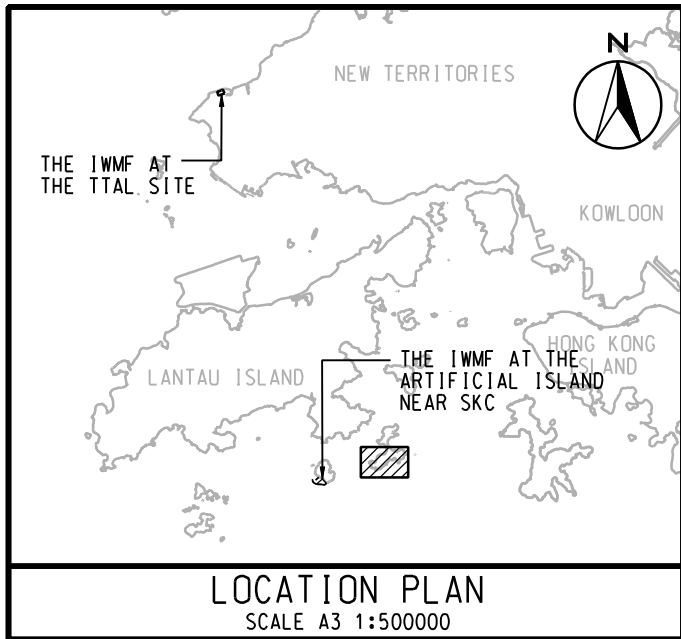 N
NEW TERRITORIES
THE IWMF AT
THE TTAL SITE
KOWLOON
HONG KONG
ISLAND
LANTAU ISLAND
THE IWMF AT THE
ARTIFICIAL ISLAND
NEAR SKC
LOCATION PLAN
SCALE A3 1:500000